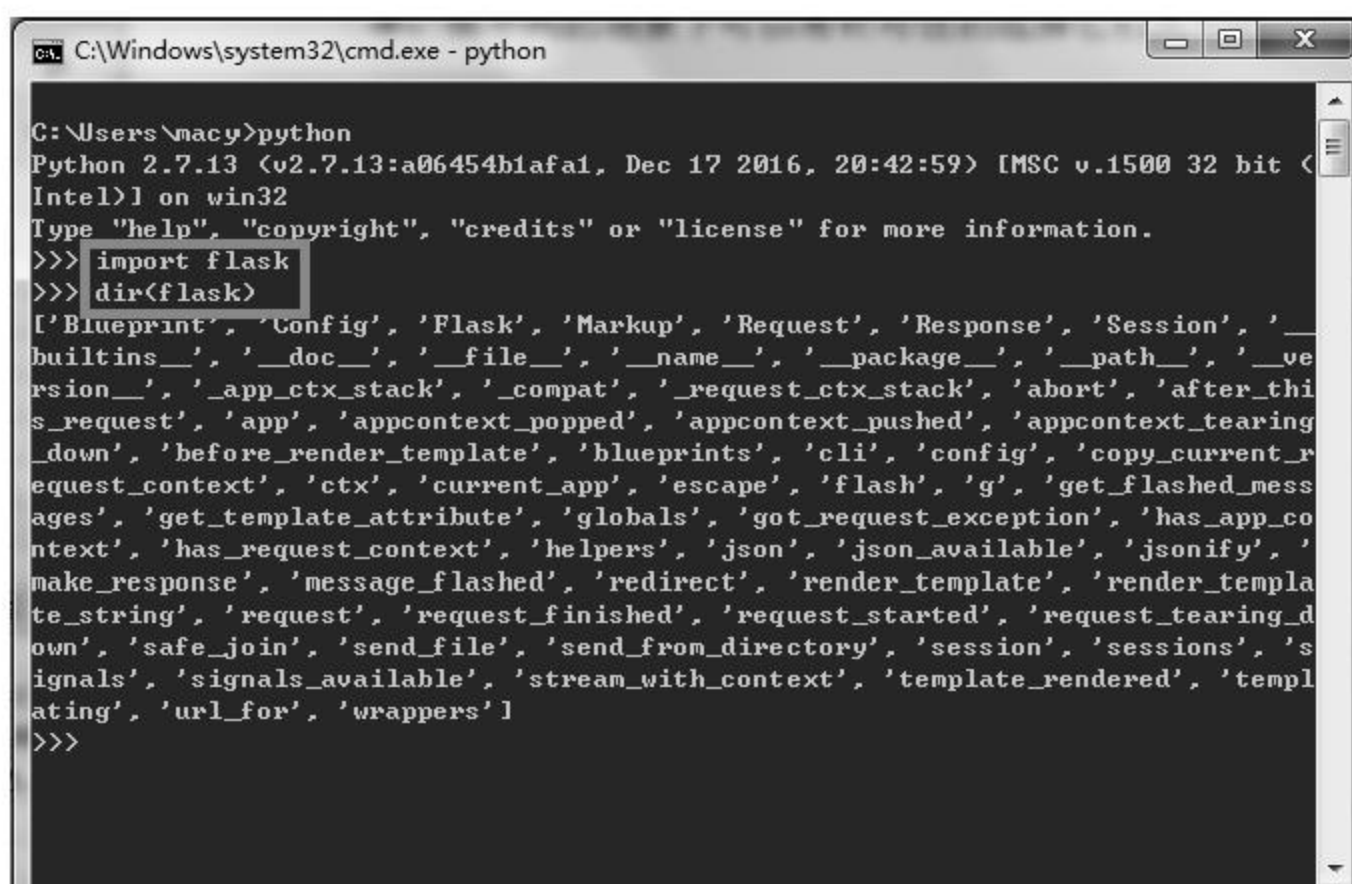 C:\Windows\system32\cmd.exe - python
C:\Users\macy>python
Python 2.7.13 (v2.7.13:a06454b1afa1, Dec 17 2016, 20:42:59) [MSC v.1500 32 bit (
Intel)] on win32
Type "help", "copyright", "credits" or "license" for more information.
>>> import flask
>>> dir(flask)
['Blueprint', 'Config', 'Flask', 'Markup', 'Request', 'Response', 'Session', '__
builtins__', '__doc__', '__file__', '__name__', '__package__', '__path__', '__ve
rsion__', '_app_ctx_stack', '_compat', '_request_ctx_stack', 'abort', 'after_thi
s_request', 'app', 'appcontext_popped', 'appcontext_pushed', 'appcontext_tearing
_down', 'before_render_template', 'blueprints', 'cli', 'config', 'copy_current_r
equest_context', 'ctx', 'current_app', 'escape', 'flash', 'g', 'get_flashed_mess
ages', 'get_template_attribute', 'globals', 'got_request_exception', 'has_app_co
ntext', 'has_request_context', 'helpers', 'json', 'json_available', 'jsonify', '
make_response', 'message_flashed', 'redirect', 'render_template', 'render_templa
te_string', 'request', 'request_finished', 'request_started', 'request_tearing_d
own', 'safe_join', 'send_file', 'send_from_directory', 'session', 'sessions', 's
ignals', 'signals_available', 'stream_with_context', 'template_rendered', 'templ
ating', 'url_for', 'wrappers']
>>>